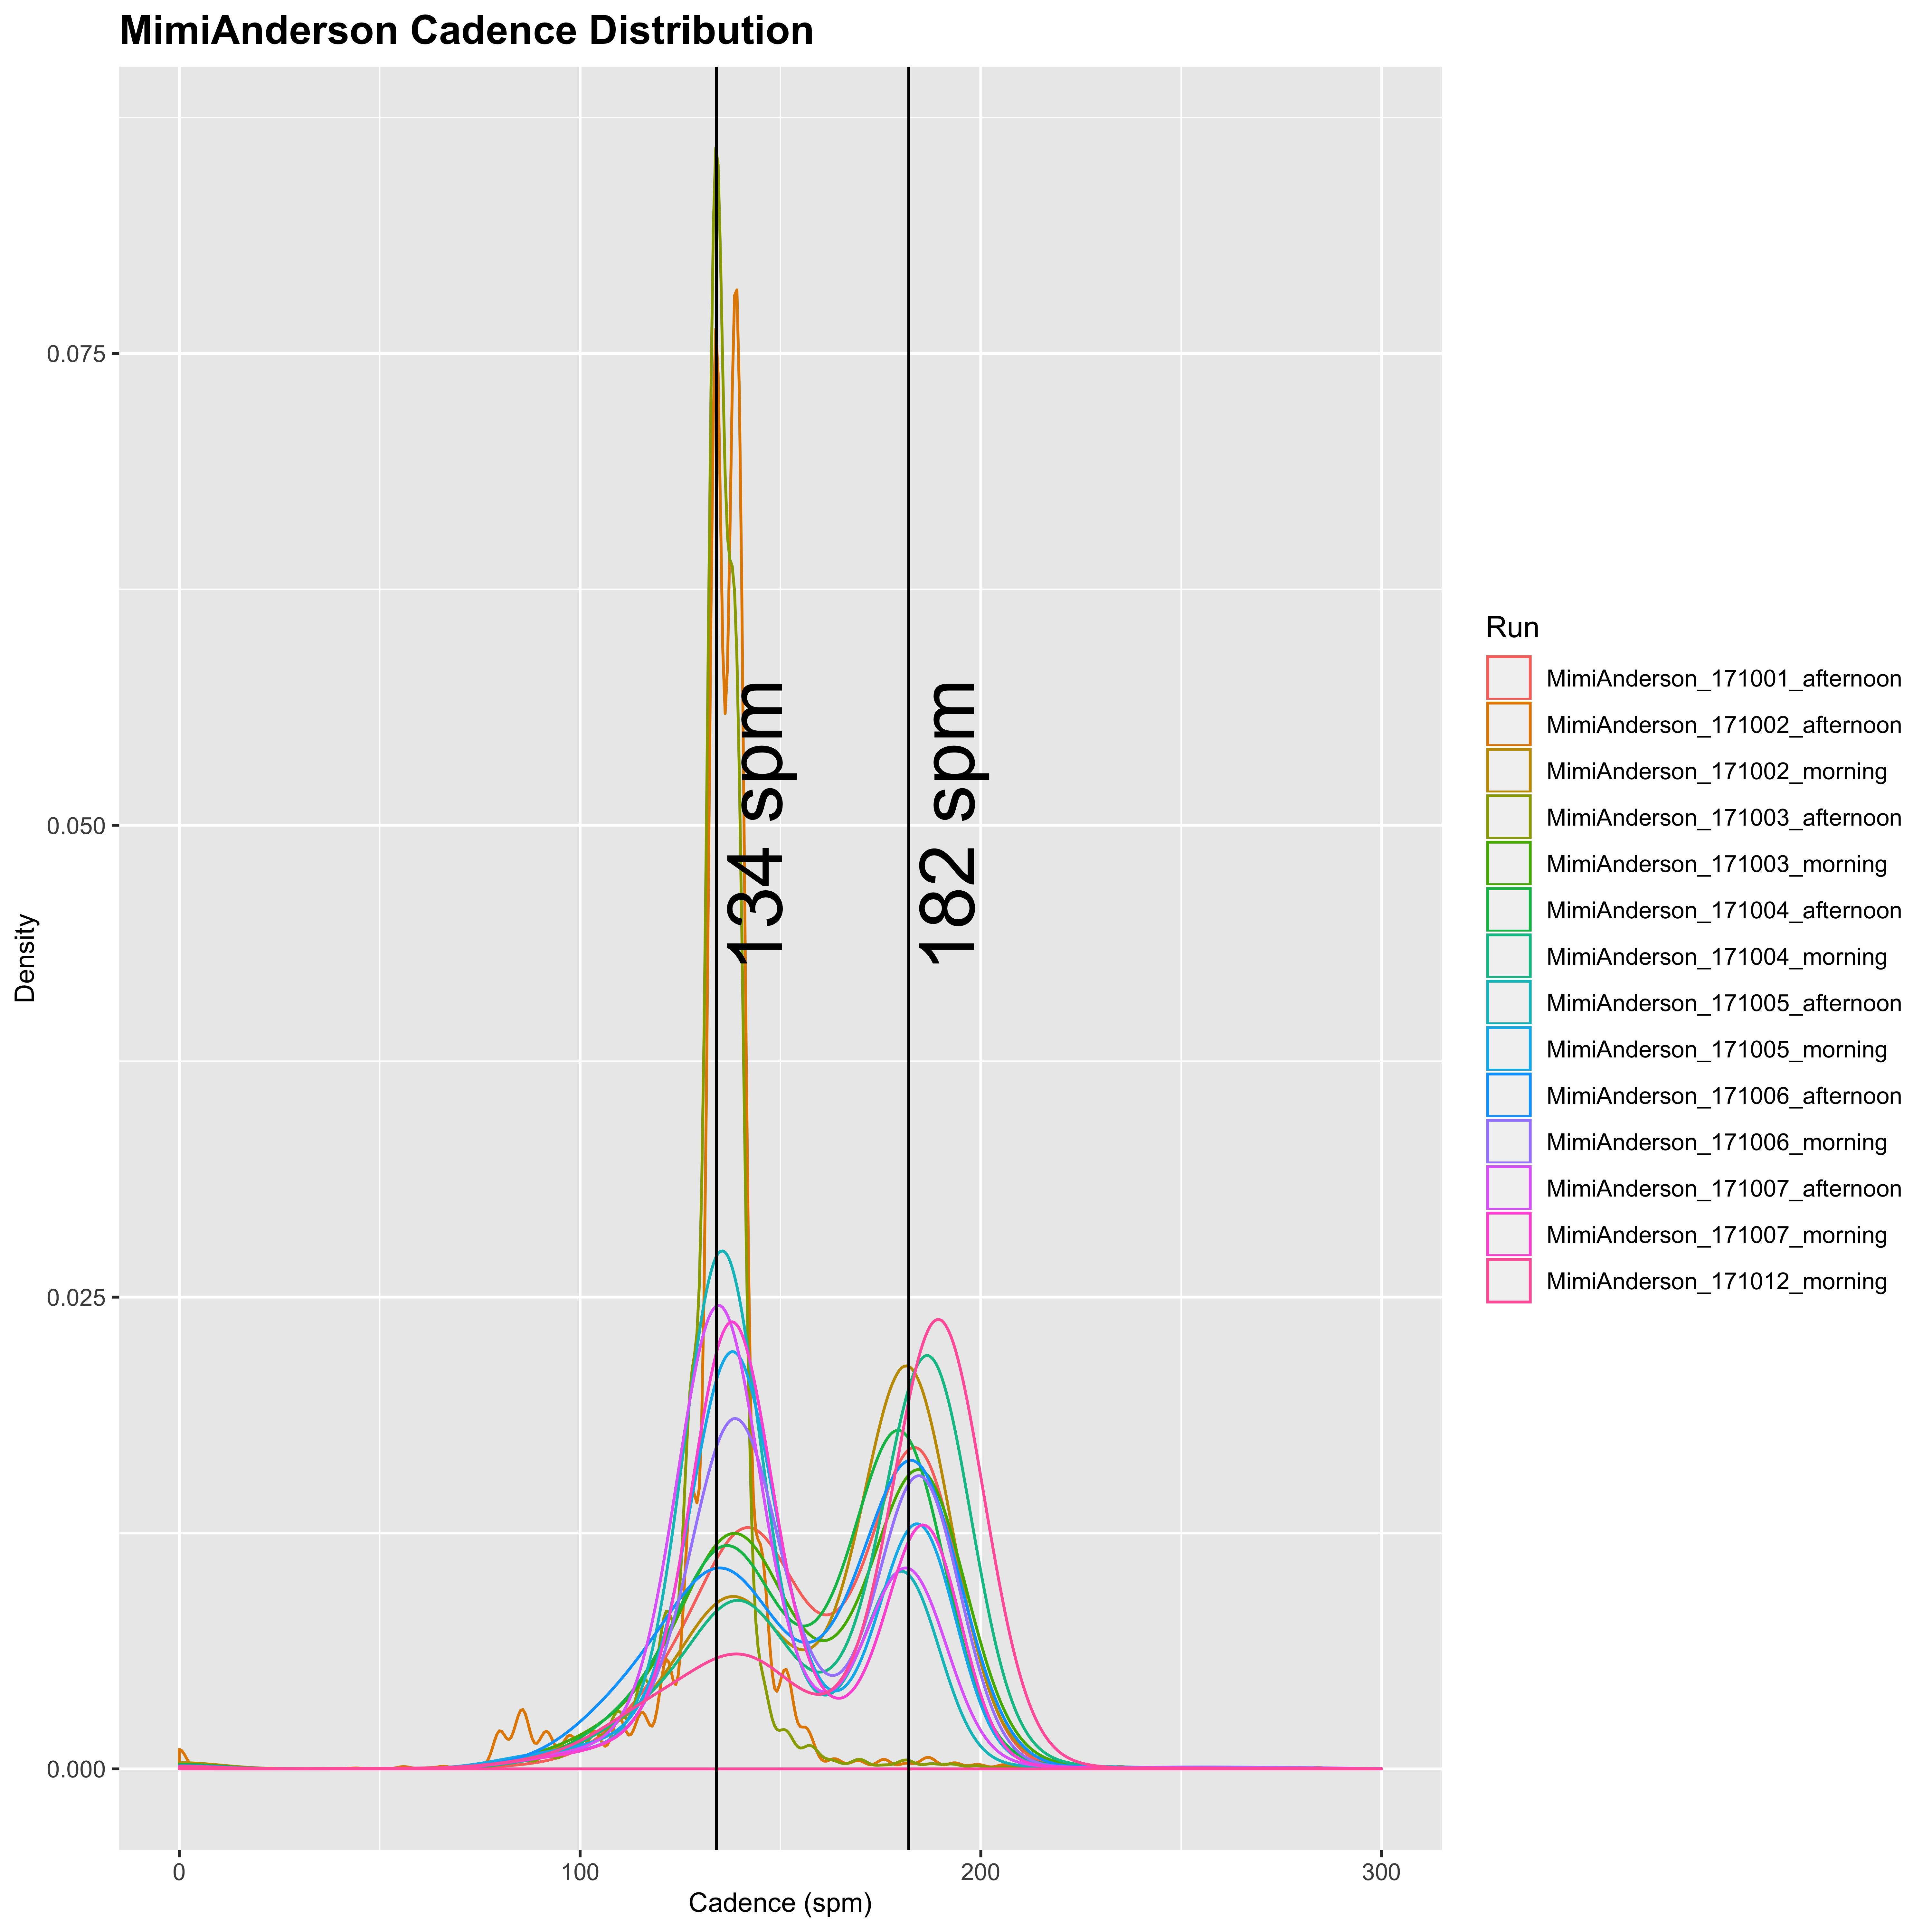 MimiAnderson Cadence Distribution
0.075
0.050
0.025
0.000
Density
134 spm
182 spm
0
100
200
300
Cadence (spm)
Run
MimiAnderson_171001_afternoon
MimiAnderson_171002_afternoon
MimiAnderson_171002_morning
MimiAnderson_171003_afternoon
MimiAnderson_171003_morning
MimiAnderson_171004_afternoon
MimiAnderson_171004_morning
MimiAnderson_171005_afternoon
MimiAnderson_171005_morning
MimiAnderson_171006_afternoon
MimiAnderson_171006_morning
MimiAnderson_171007_afternoon
MimiAnderson_171007_morning
MimiAnderson_171012_morning